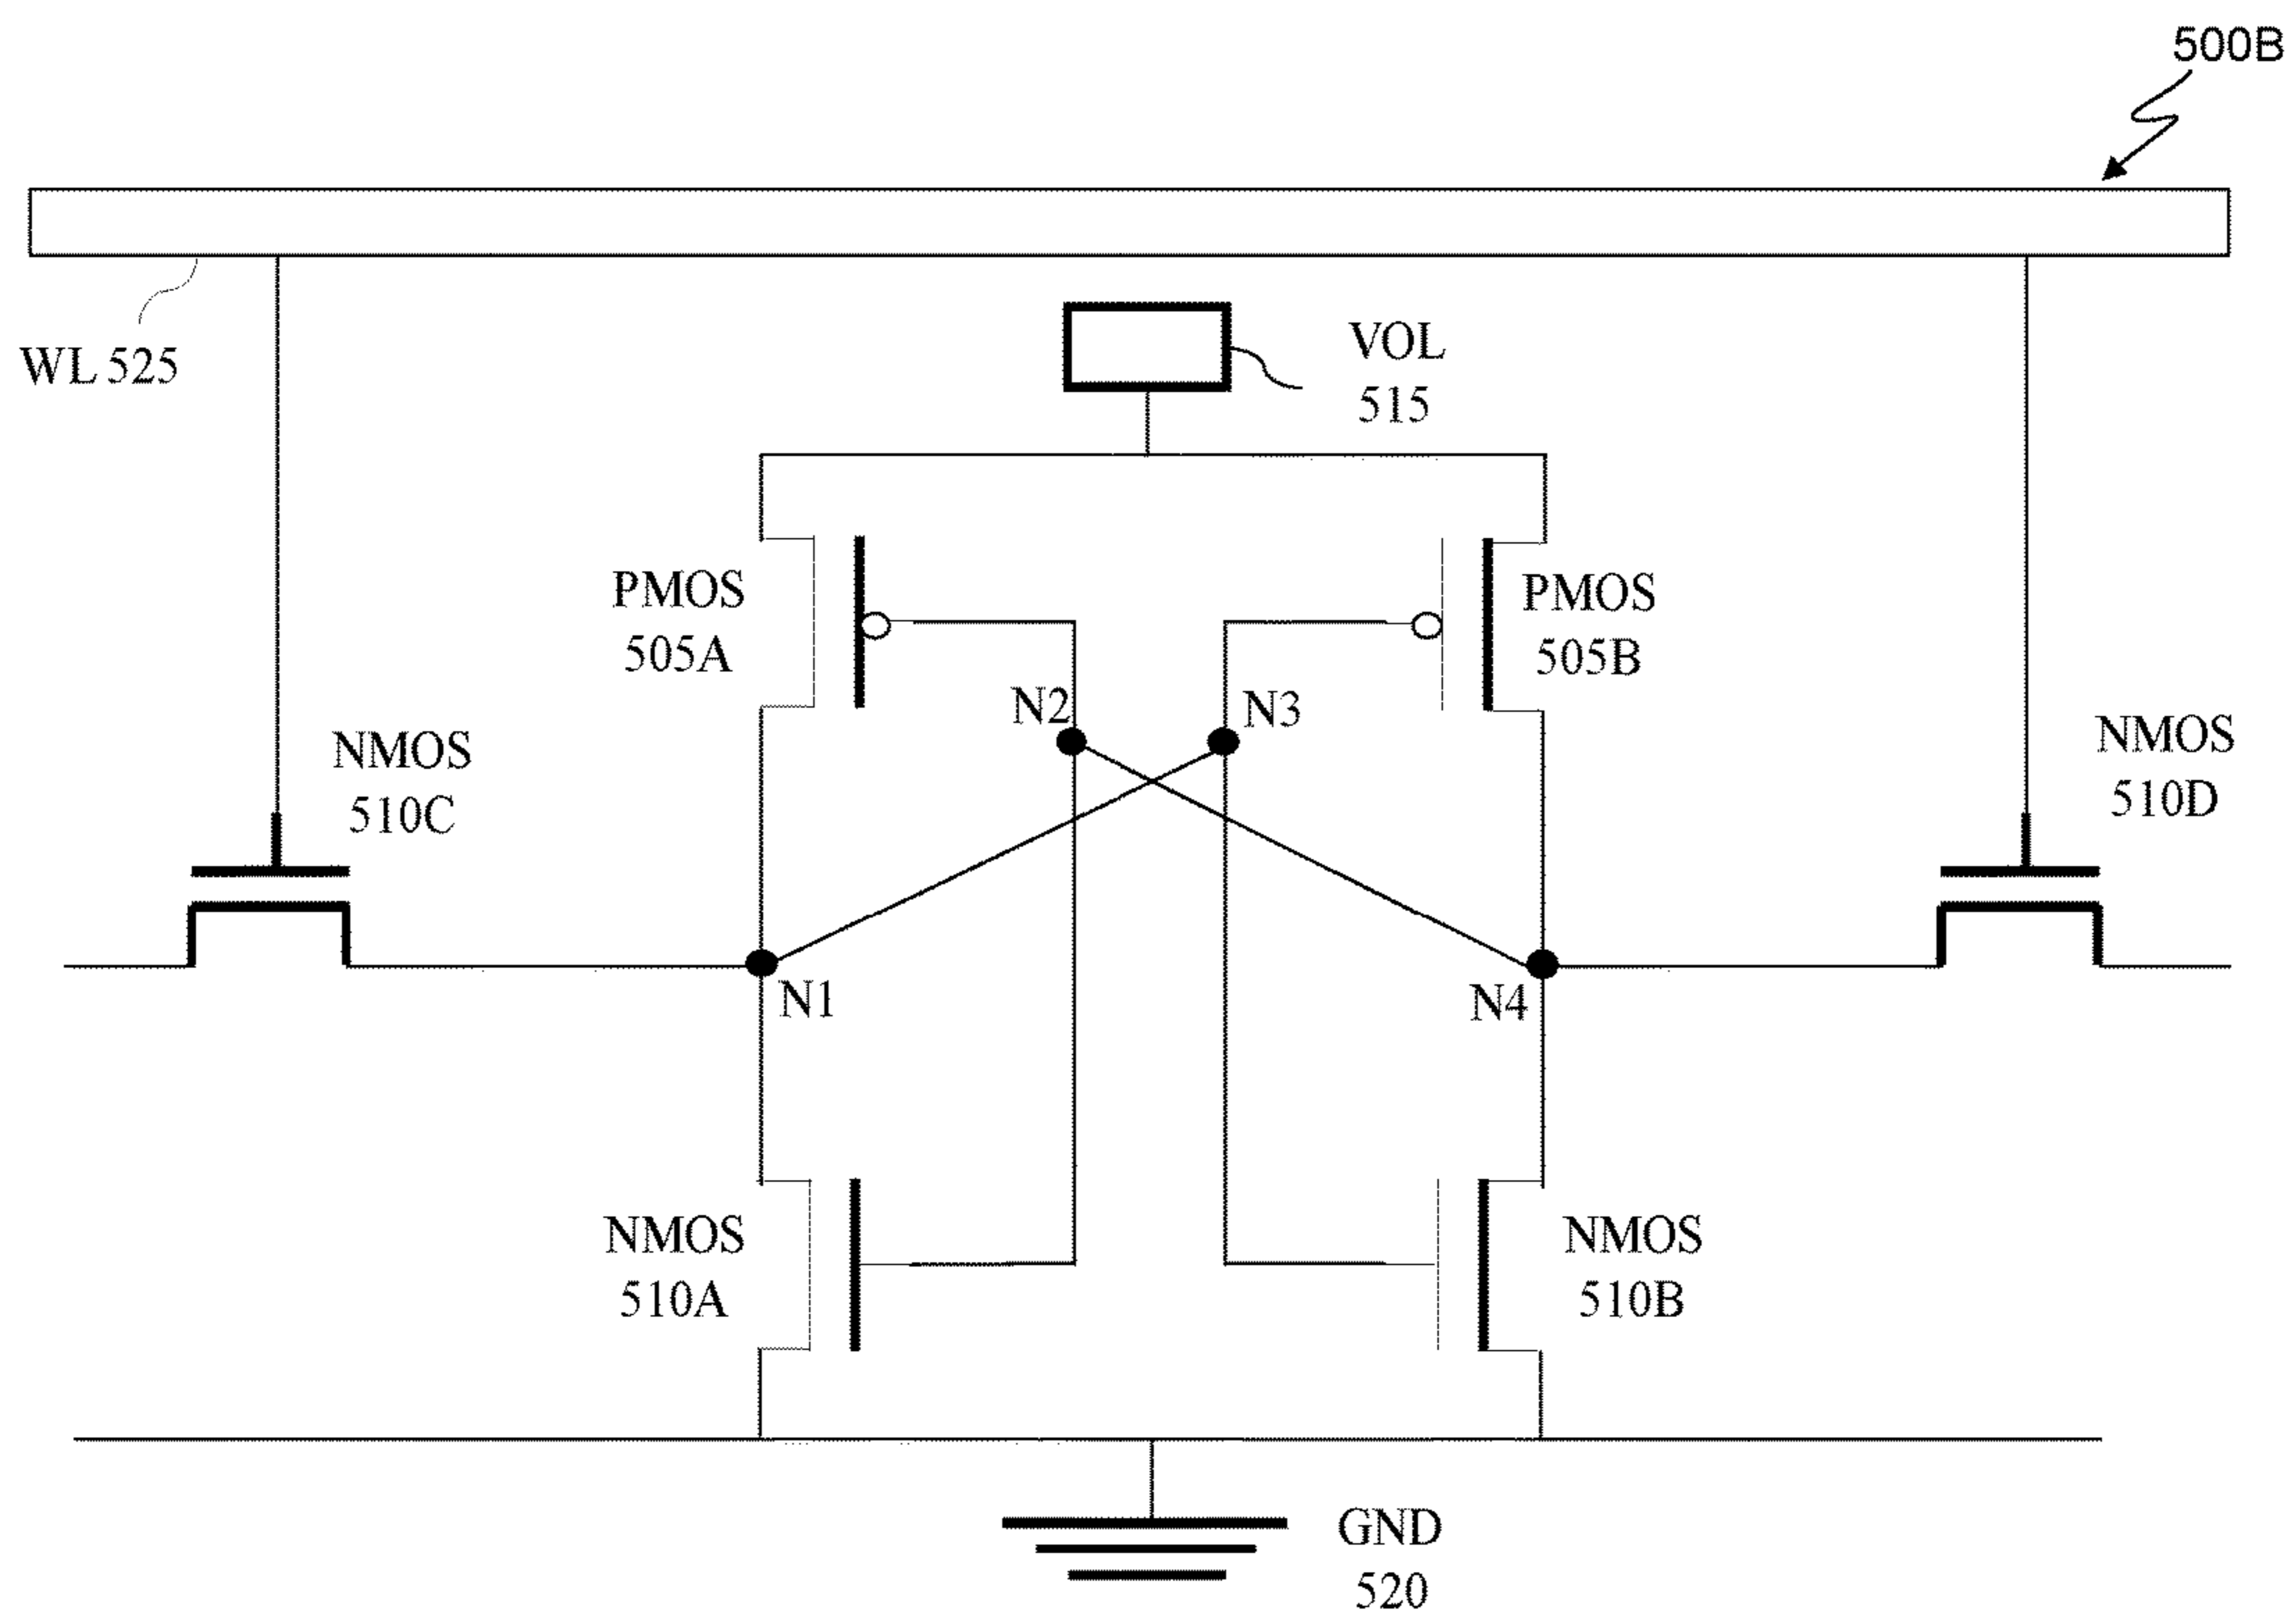 500B
WL 525
VOL
515
PMOS
505A
PMOS
505B
N2
N3
NMOS
510C
NMOS
510D
N1
N4
NMOS
510A
NMOS
510B
GND
520